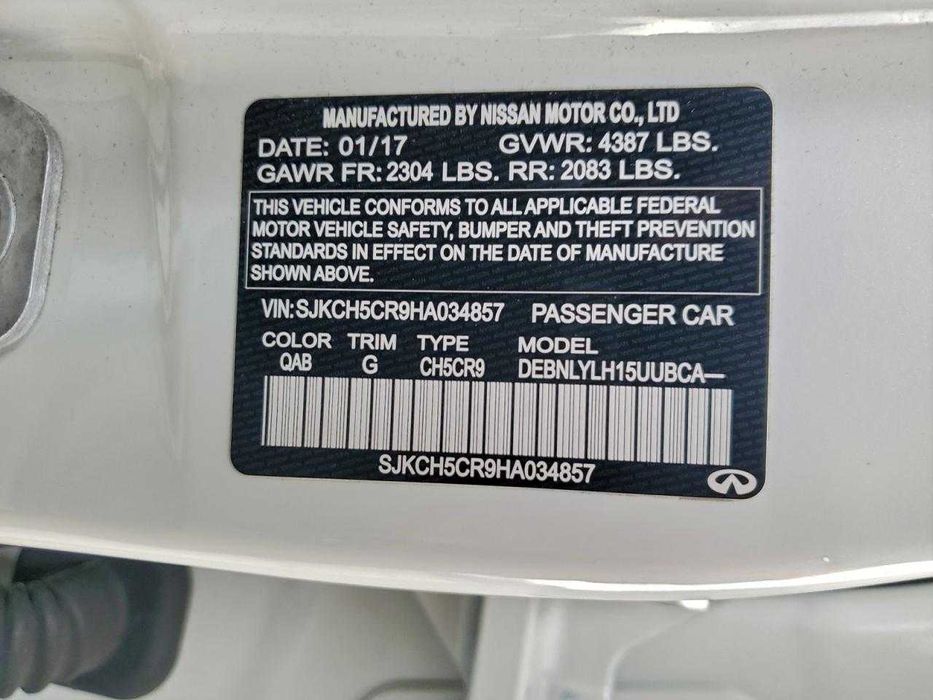 MANUFACTURED BY NISSAN MOTOR CO., LTD
DATE: 01/17 GVWR: 4387 LBS.
GAWR FR: 2304 LBS. RR: 2083 LBS.
THIS VEHICLE CONFORMS TO ALL APPLICABLE FEDERAL
MOTOR VEHICLE SAFETY, BUMPER AND THEFT PREVENTION
STANDARDS IN EFFECT ON THE DATE OF MANUFACTURE
SHOWN ABOVE.
VIN:SJKCH5CR9HA034857 PASSENGER CAR
COLOR TRIM TYPE MODEL
QAB G CH5CR9 DEBNLYLH15UUBCA—
SJKCH5CR9HA034857